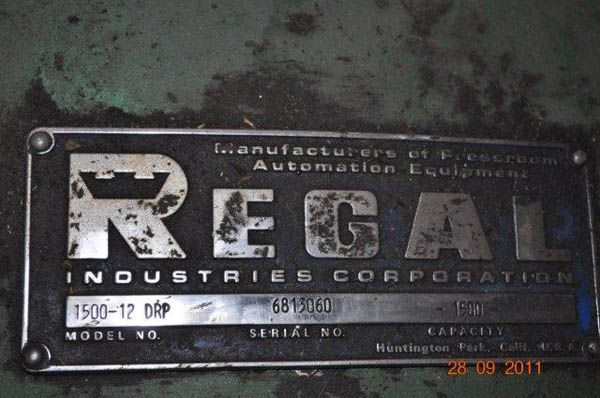 Manufacturers of Pressroom
Automation Equipment
REGAL
INDUSTRIES CORPORATION
1500-12 DRP 6813060 1500
MODEL NO. SERIAL NO. CAPACITY
Huntington Park, Calif. U.S.A.
28 09 2011